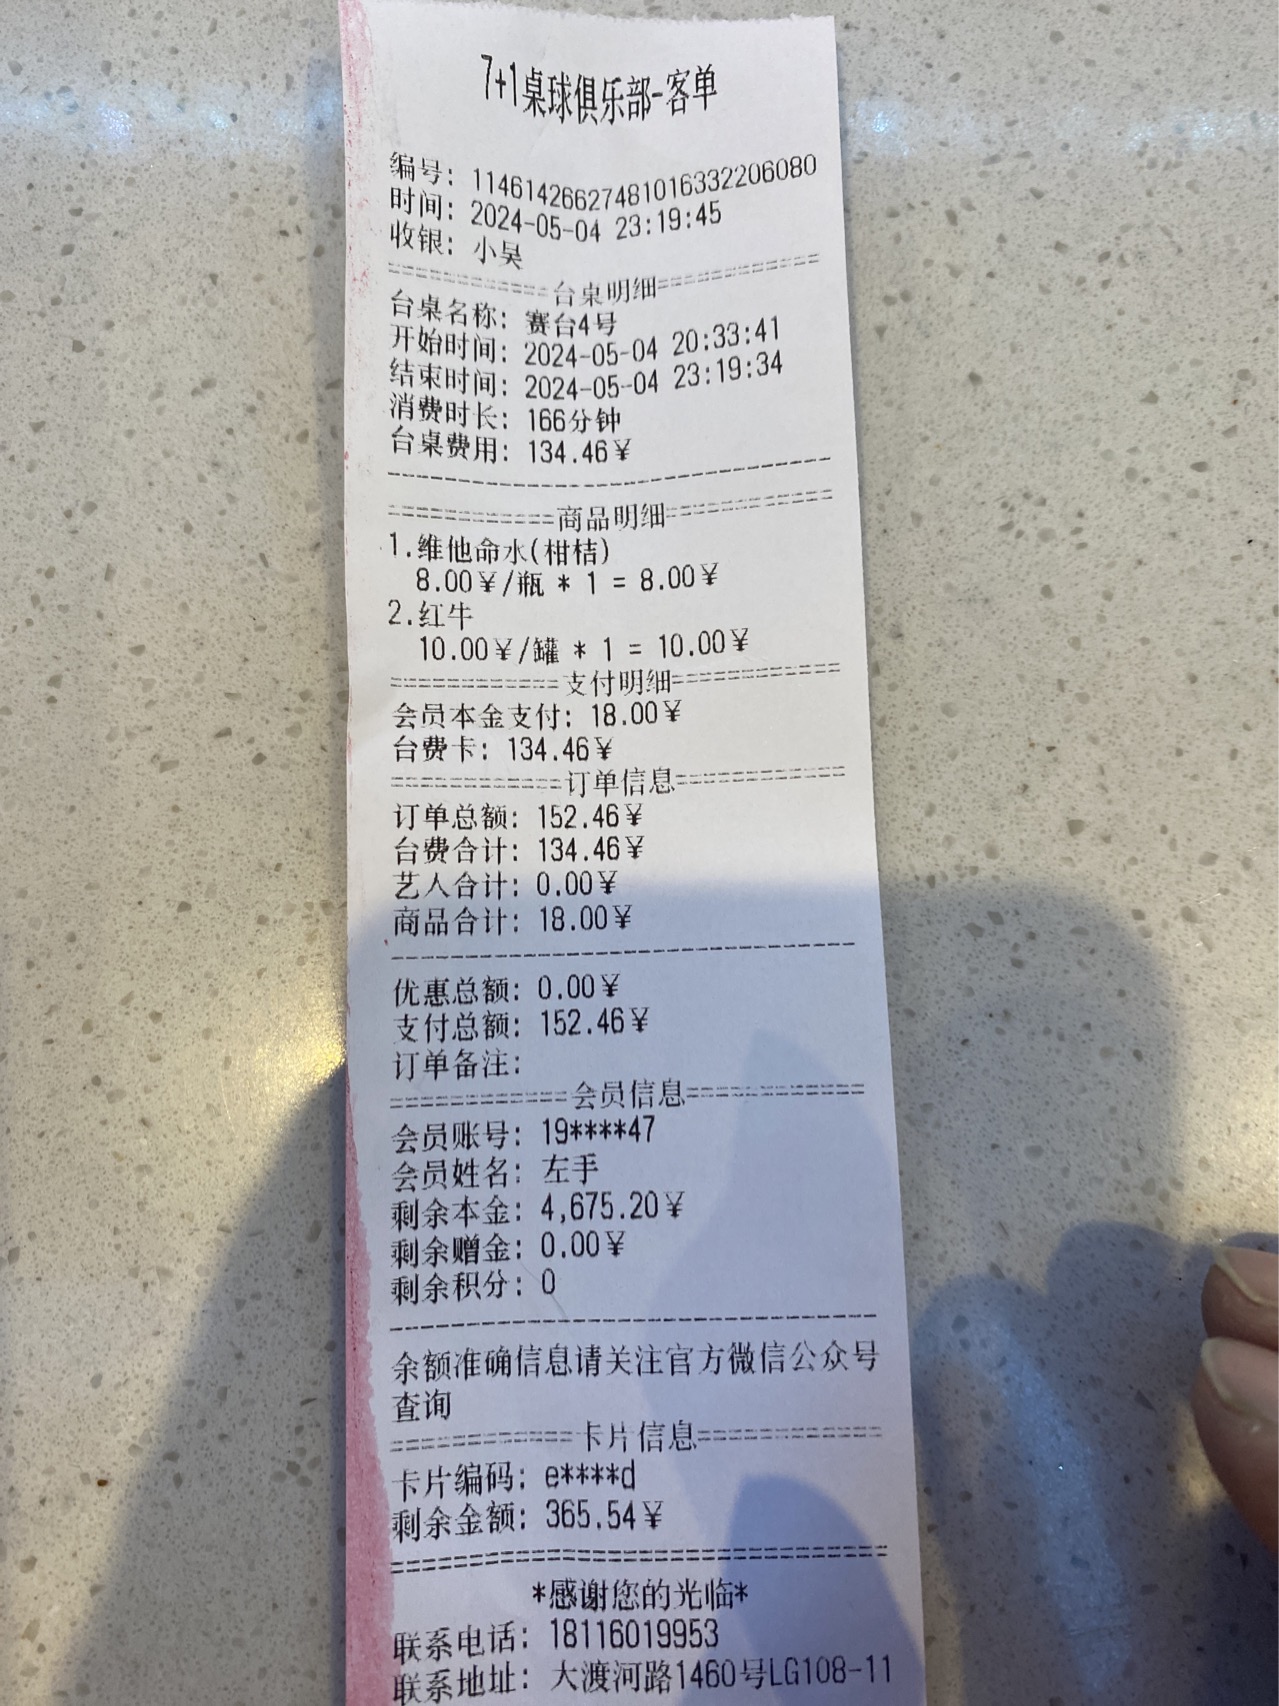 7+1桌球俱乐部-客单
编号: 11461426627481016332206080
时间: 2024-05-04 23:19:45
收银: 小吴
===========台桌明细===========
台桌名称: 赛台4号
开始时间: 2024-05-04 20:33:41
结束时间: 2024-05-04 23:19:34
消费时长: 166分钟
台桌费用: 134.46¥
--------------------------------
===========商品明细===========
1.维他命水(柑桔)
8.00¥/瓶 * 1 = 8.00¥
2.红牛
10.00¥/罐 * 1 = 10.00¥
===========支付明细===========
会员本金支付: 18.00¥
台费卡: 134.46¥
===========订单信息===========
订单总额: 152.46¥
台费合计: 134.46¥
艺人合计: 0.00¥
商品合计: 18.00¥
--------------------------------
优惠总额: 0.00¥
支付总额: 152.46¥
订单备注:
===========会员信息===========
会员账号: 19****47
会员姓名: 左手
剩余本金: 4,675.20¥
剩余赠金: 0.00¥
剩余积分: 0
--------------------------------
余额准确信息请关注官方微信公众号
查询
===========卡片信息===========
卡片编码: e****d
剩余金额: 365.54¥
================================
*感谢您的光临*
联系电话: 18116019953
联系地址: 大渡河路1460号LG108-11